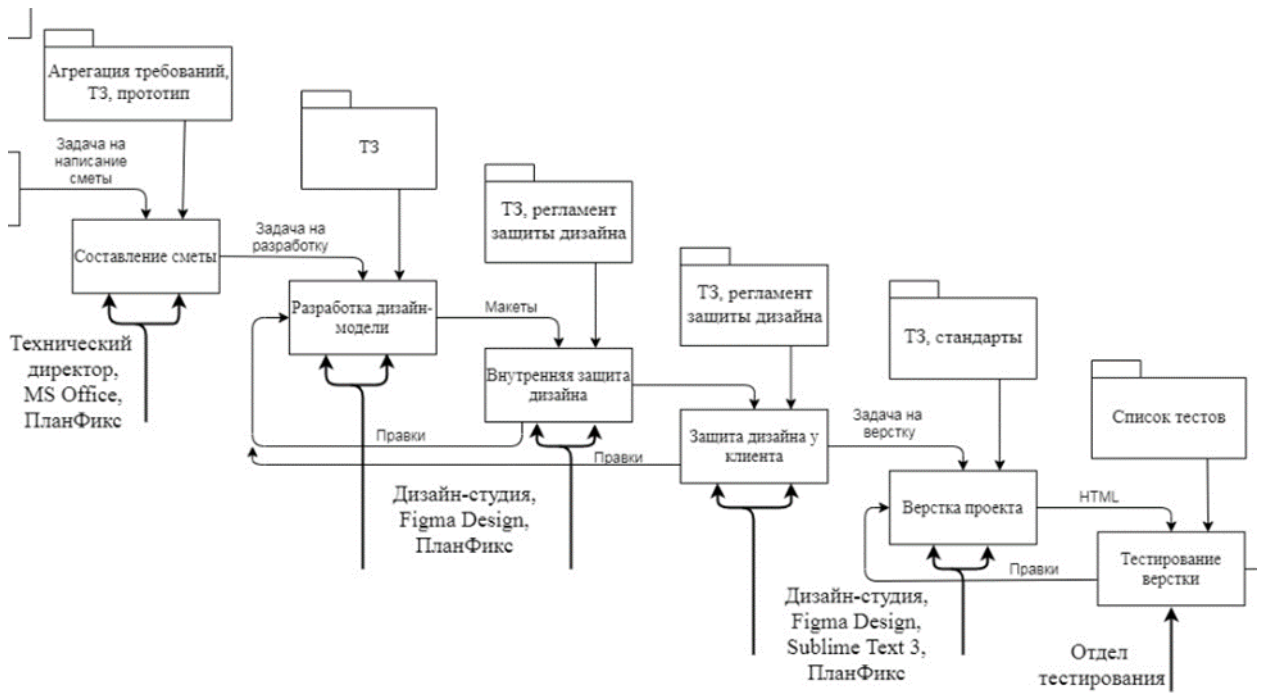 Агрегация требований,
ТЗ, прототип
Задача на
написание
сметы
ТЗ
Составление сметы
Задача на
разработку
ТЗ, регламент
защиты дизайна
Технический
директор,
MS Office,
ПланФикс
Разработка дизайн-
модели
Макеты
ТЗ, регламент
защиты дизайна
Внутренняя защита
дизайна
Правки
Правки
ТЗ, стандарты
Защита дизайна у
клиента
Задача на
верстку
Дизайн-студия,
Figma Design,
ПланФикс
Список тестов
Верстка проекта
HTML
Правки
Тестирование
верстки
Дизайн-студия,
Figma Design,
Sublime Text 3,
ПланФикс
Отдел
тестирования